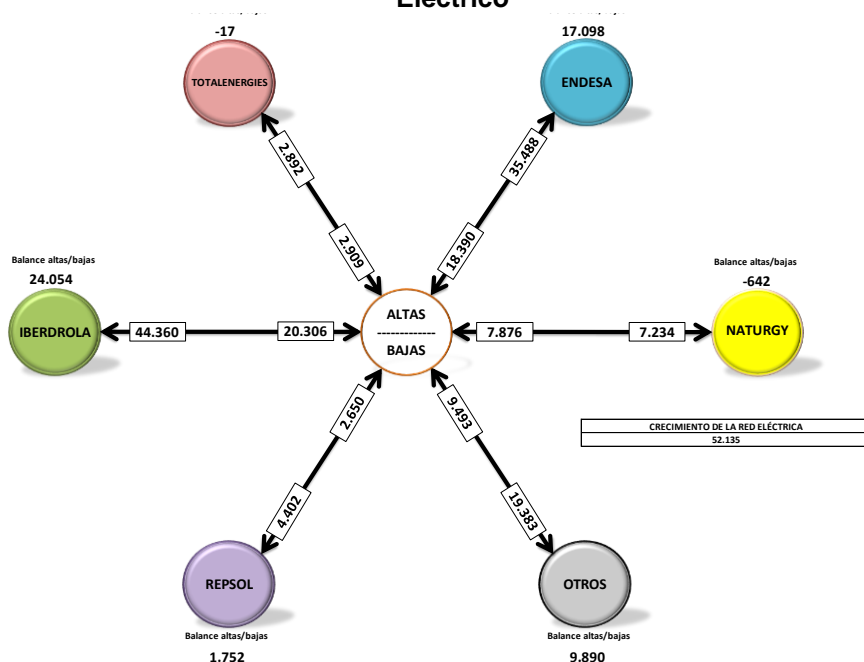 Eléctrico
-17
17.098
TOTALENERGIES
ENDESA
2.892
35.488
2.909
18.390
Balance altas/bajas
24.054
Balance altas/bajas
-642
ALTAS
-------------
BAJAS
IBERDROLA
44.360
20.306
7.876
7.234
NATURGY
2.650
9.493
CRECIMIENTO DE LA RED ELÉCTRICA
52.135
4.402
19.383
REPSOL
OTROS
Balance altas/bajas
1.752
Balance altas/bajas
9.890